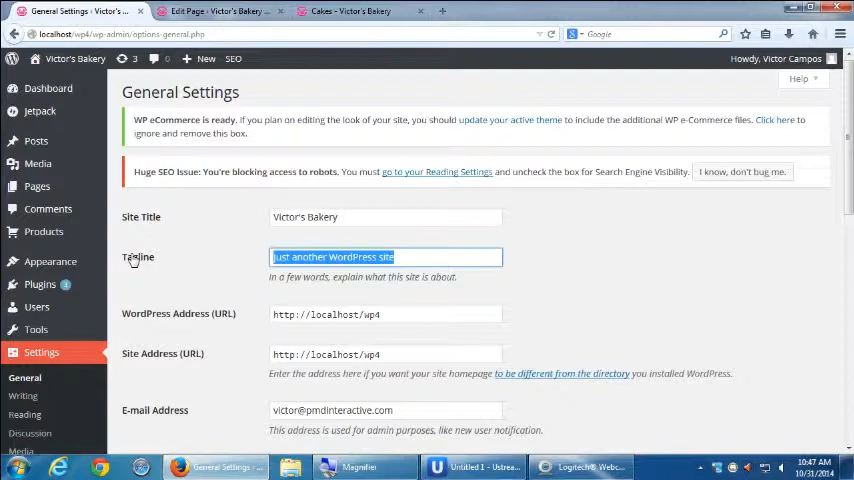 General Settings ‹ Victor's ...
Edit Page ‹ Victor's Bakery ...
Cakes – Victor's Bakery
localhost/wp4/wp-admin/options-general.php
Google
Victor's Bakery
3
0
New
SEO
Howdy, Victor Campos
Help
Dashboard
Jetpack
Posts
Media
Pages
Comments
Products
Appearance
Plugins 3
Users
Tools
Settings
General
Writing
Reading
Discussion
Media
General Settings
WP eCommerce is ready. If you plan on editing the look of your site, you should update your active theme to include the additional WP e-Commerce files. Click here to
ignore and remove this box.
Huge SEO Issue: You're blocking access to robots. You must go to your Reading Settings and uncheck the box for Search Engine Visibility.
I know, don't bug me.
Site Title
Victor's Bakery
Tagline
Just another WordPress site
In a few words, explain what this site is about.
WordPress Address (URL)
http://localhost/wp4
Site Address (URL)
http://localhost/wp4
Enter the address here if you want your site homepage to be different from the directory you installed WordPress.
E-mail Address
victor@pmdinteractive.com
This address is used for admin purposes, like new user notification.
General Settings ‹ ...
Magnifier
Untitled 1 - Ustrea...
Logitech® Webc...
10:47 AM
10/31/2014